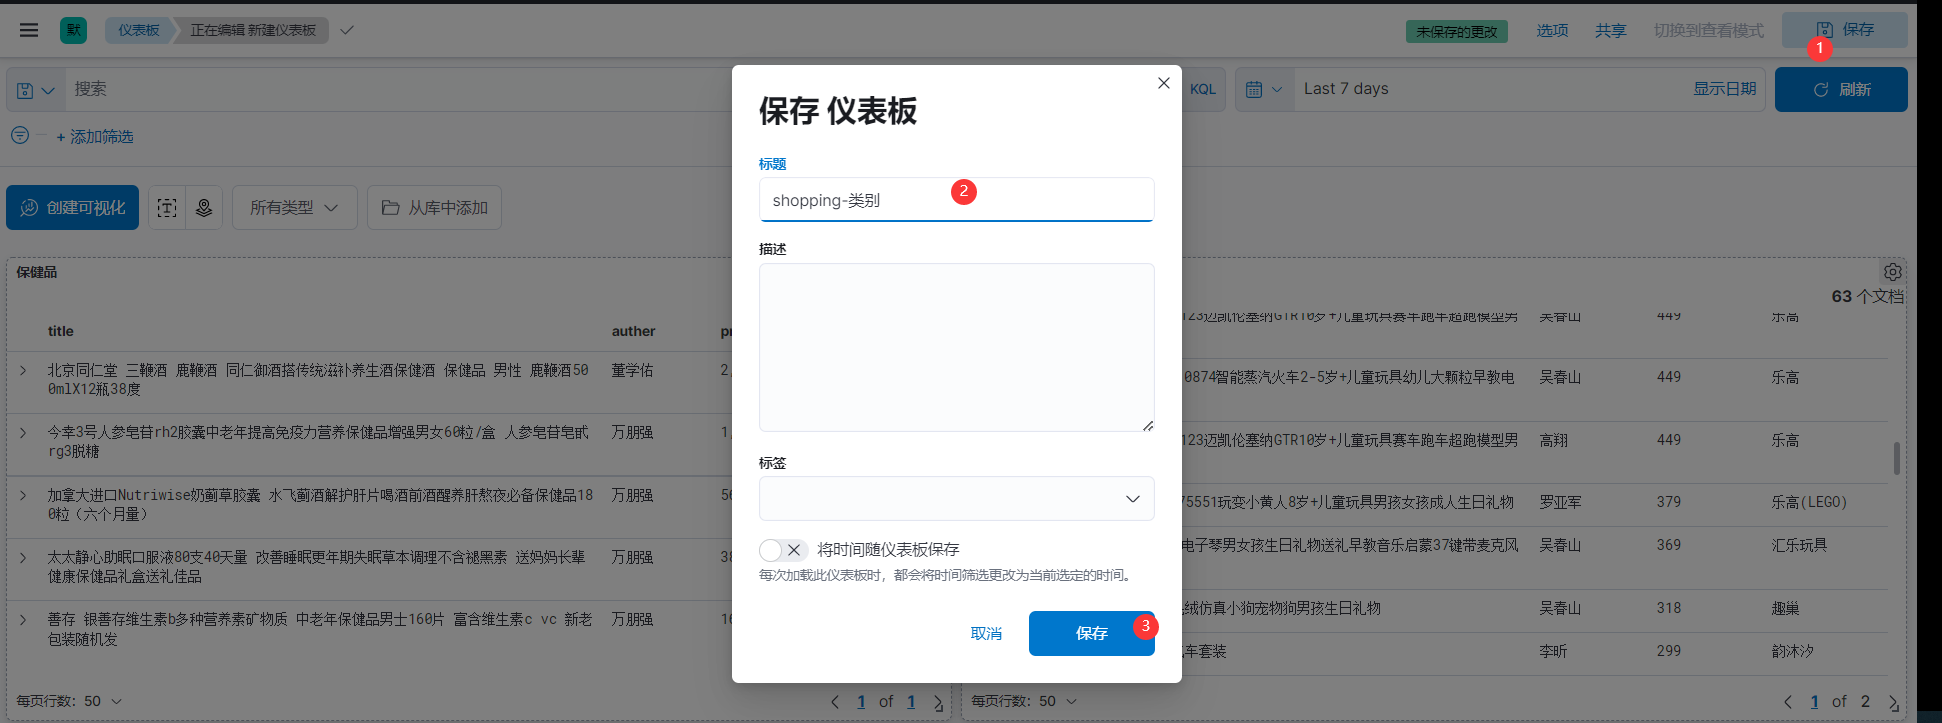 默 仪表板 正在编辑 新建仪表板 未保存的更改 选项 共享 切换到查看模式 保存
1
搜索 KQL Last 7 days 显示日期 刷新
+ 添加筛选
创建可视化 所有类型 从库中添加
保存 仪表板
标题
shopping-类别 2
描述
标签
将时间随仪表板保存
每次加载此仪表板时，都会将时间筛选更改为当前选定的时间。
取消 保存 3
保健品
title auther
北京同仁堂 三鞭酒 鹿鞭酒 同仁御酒搭传统滋补养生酒保健酒 保健品 男性 鹿鞭酒50 董学佑 2,
0mlX12瓶38度
今幸3号人参皂苷rh2胶囊中老年提高免疫力营养保健品增强男女60粒/盒 人参皂苷皂甙 万朋强 1,
rg3脱糖
加拿大进口Nutriwise奶蓟草胶囊 水飞蓟酒解护肝片喝酒前酒醒养肝熬夜必备保健品18 万朋强
0粒（六个月量）
太太静心助眠口服液80支40天量 改善睡眠更年期失眠草本调理不含褪黑素 送妈妈长辈 万朋强
健康保健品礼盒送礼佳品
善存 银善存维生素b多种营养素矿物质 中老年保健品男士160片 富含维生素c vc 新老 万朋强
包装随机发
每页行数: 50 1 of 1
63 个文档
123迈凯伦塞纳GTR10岁+儿童玩具赛车跑车超跑模型男 吴春山 449 乐高
0874智能蒸汽火车2-5岁+儿童玩具幼儿大颗粒早教电 吴春山 449 乐高
123迈凯伦塞纳GTR10岁+儿童玩具赛车跑车超跑模型男 高翔 449 乐高
75551玩变小黄人8岁+儿童玩具男孩女孩成人生日礼物 罗亚军 379 乐高(LEGO)
电子琴男女孩生日礼物送礼早教音乐启蒙37键带麦克风 吴春山 369 汇乐玩具
绒仿真小狗宠物狗男孩生日礼物 吴春山 318 趣巢
车套装 李昕 299 韵沐汐
每页行数: 50 1 of 2